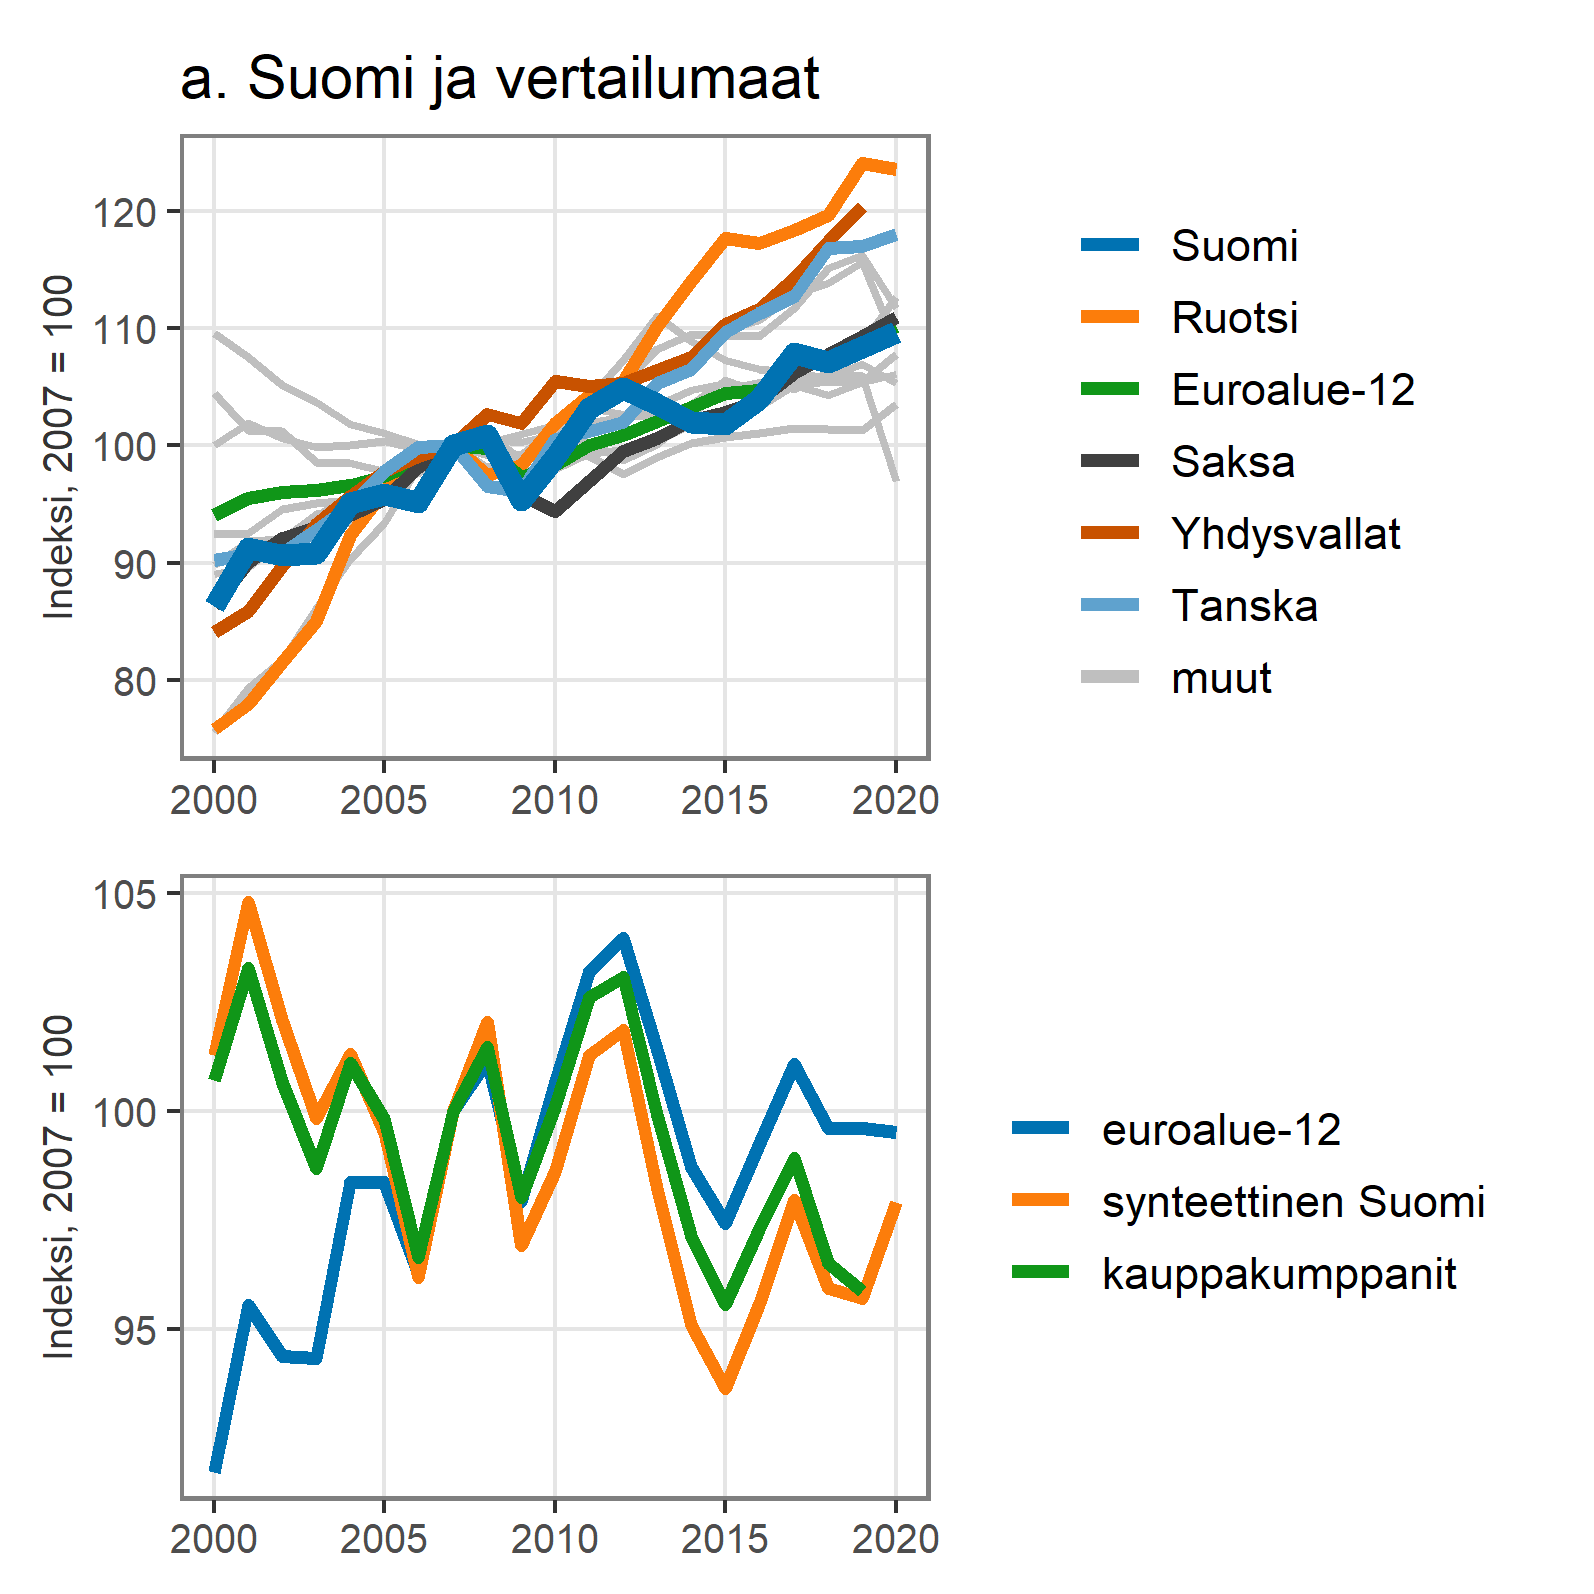 a. Suomi ja vertailumaat
Indeksi, 2007 = 100
120
110
100
90
80
2000 2005 2010 2015 2020
Suomi
Ruotsi
Euroalue-12
Saksa
Yhdysvallat
Tanska
muut
Indeksi, 2007 = 100
105
100
95
2000 2005 2010 2015 2020
euroalue-12
synteettinen Suomi
kauppakumppanit